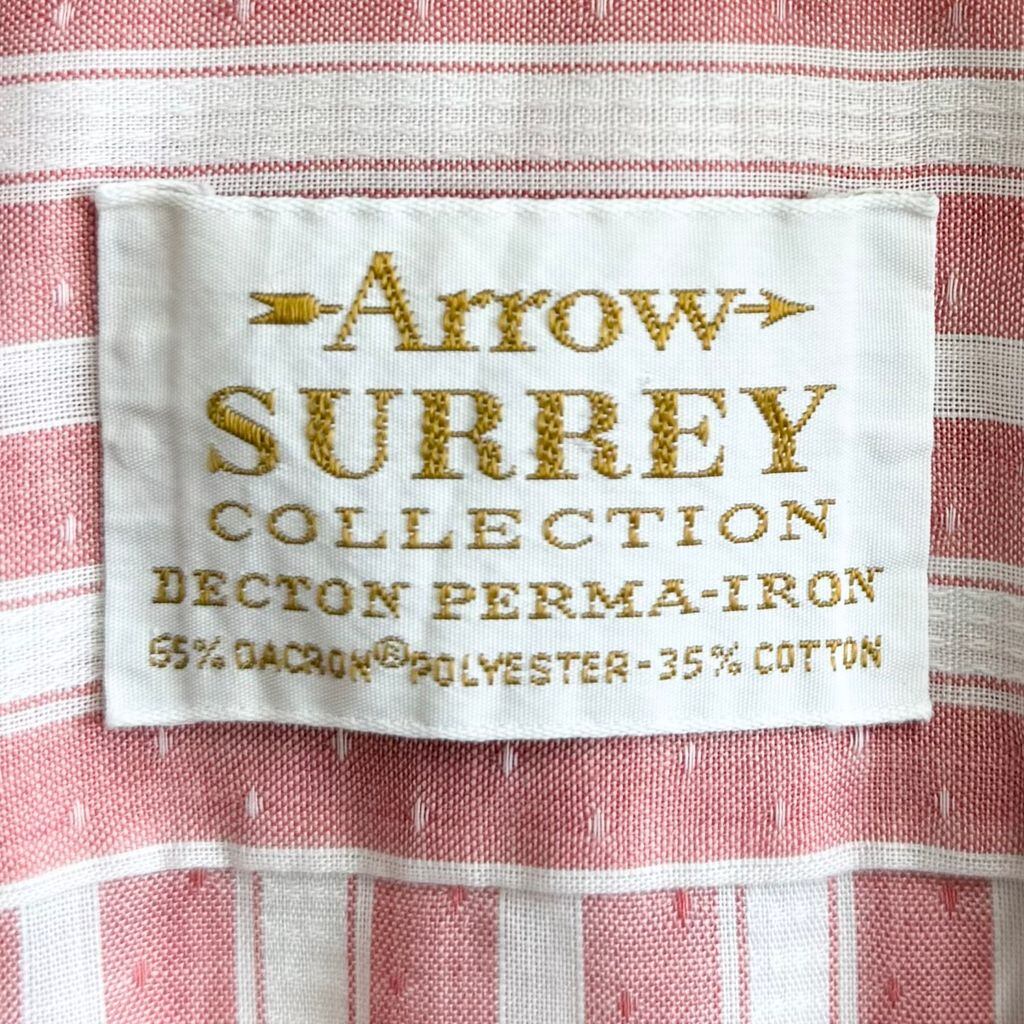 Arrow
SURREY
COLLECTION
DECTON PERMA-IRON
65% DACRON® POLYESTER-35% COTTON